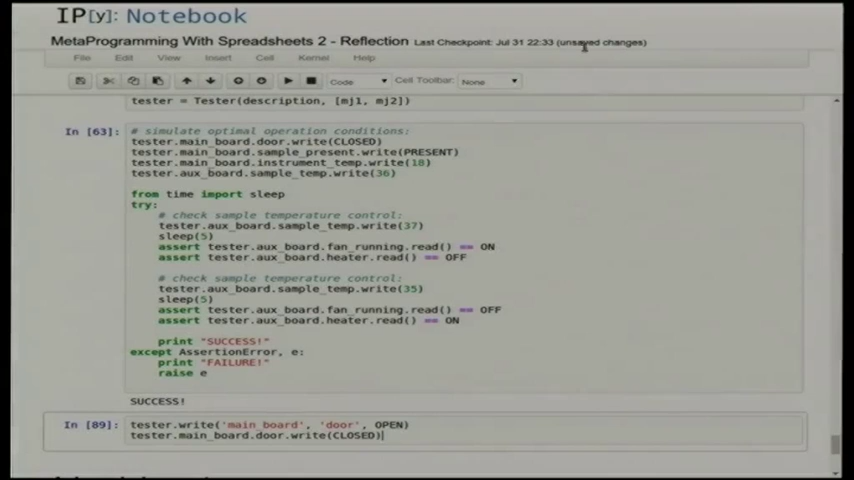 IP[y]: Notebook
MetaProgramming With Spreadsheets 2 - Reflection Last Checkpoint: Jul 31 22:33 (unsaved changes)
File Edit View Insert Cell Kernel Help
Code Cell Toolbar: None
tester = Tester(description, [mj1, mj2])
In [63]: # simulate optimal operation conditions:
tester.main_board.door.write(CLOSED)
tester.main_board.sample_present.write(PRESENT)
tester.main_board.instrument_temp.write(18)
tester.aux_board.sample_temp.write(36)
from time import sleep
try:
# check sample temperature control:
tester.aux_board.sample_temp.write(37)
sleep(5)
assert tester.aux_board.fan_running.read() == ON
assert tester.aux_board.heater.read() == OFF
# check sample temperature control:
tester.aux_board.sample_temp.write(35)
sleep(5)
assert tester.aux_board.fan_running.read() == OFF
assert tester.aux_board.heater.read() == ON
print "SUCCESS!"
except AssertionError, e:
print "FAILURE!"
raise e
SUCCESS!
In [89]: tester.write('main_board', 'door', OPEN)
tester.main_board.door.write(CLOSED)